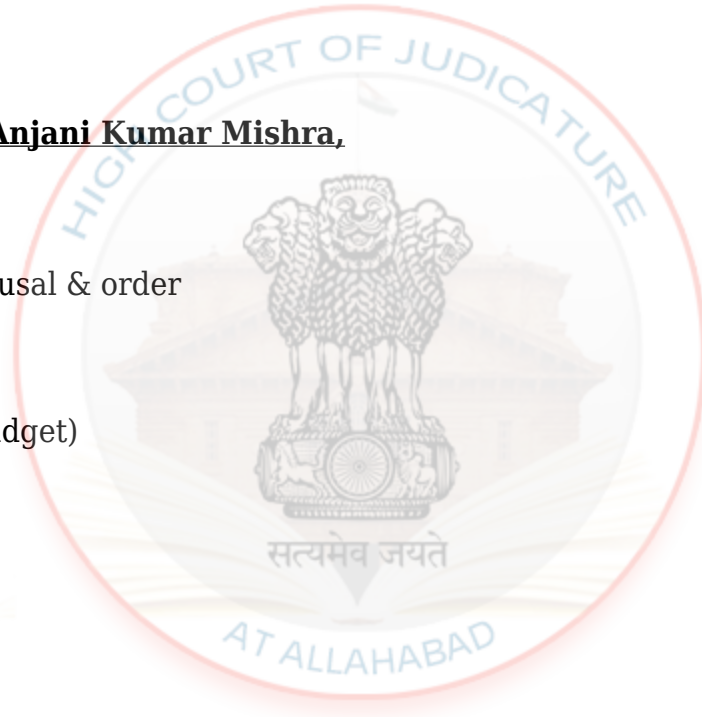 HIGH COURT OF JUDICATURE
Anjani Kumar Mishra,
usal & order
dget)
सत्यमेव जयते
AT ALLAHABAD